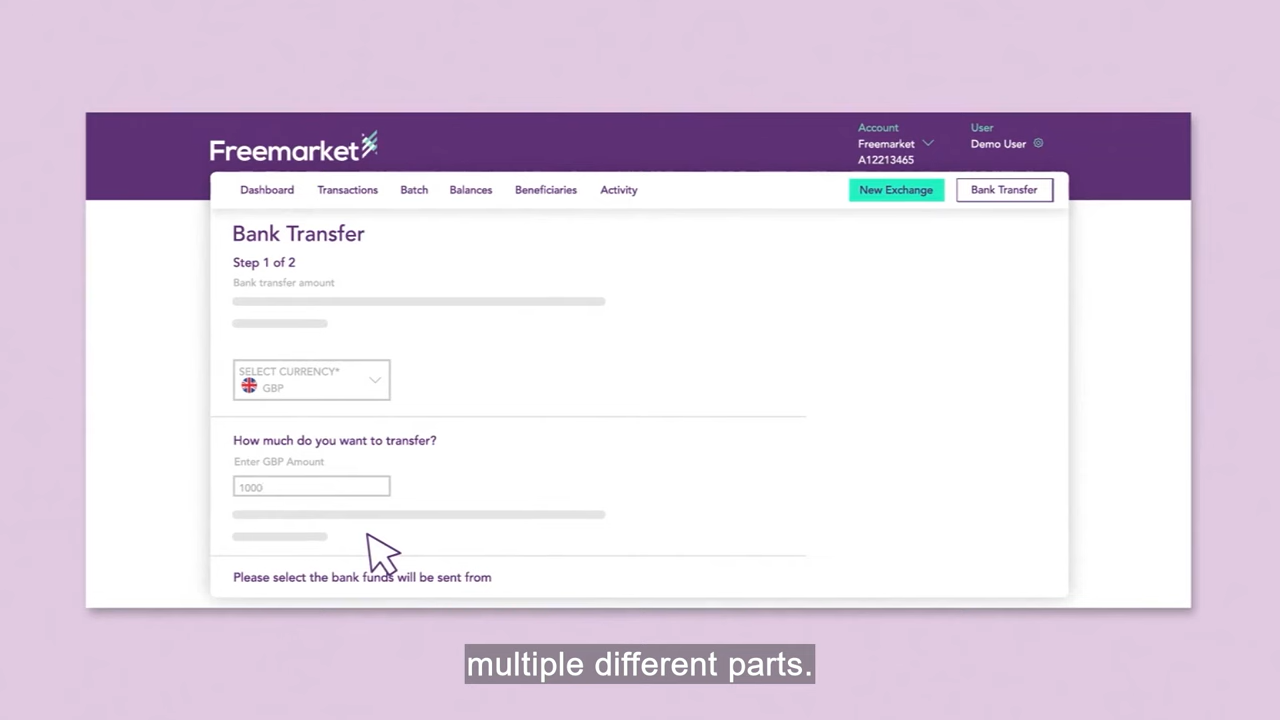 Freemarket
Account
Freemarket
A12213465
User
Demo User
Dashboard Transactions Batch Balances Beneficiaries Activity New Exchange Bank Transfer
Bank Transfer
Step 1 of 2
Bank transfer amount
SELECT CURRENCY*
GBP
How much do you want to transfer?
Enter GBP Amount
1000
Please select the bank funds will be sent from
multiple different parts.